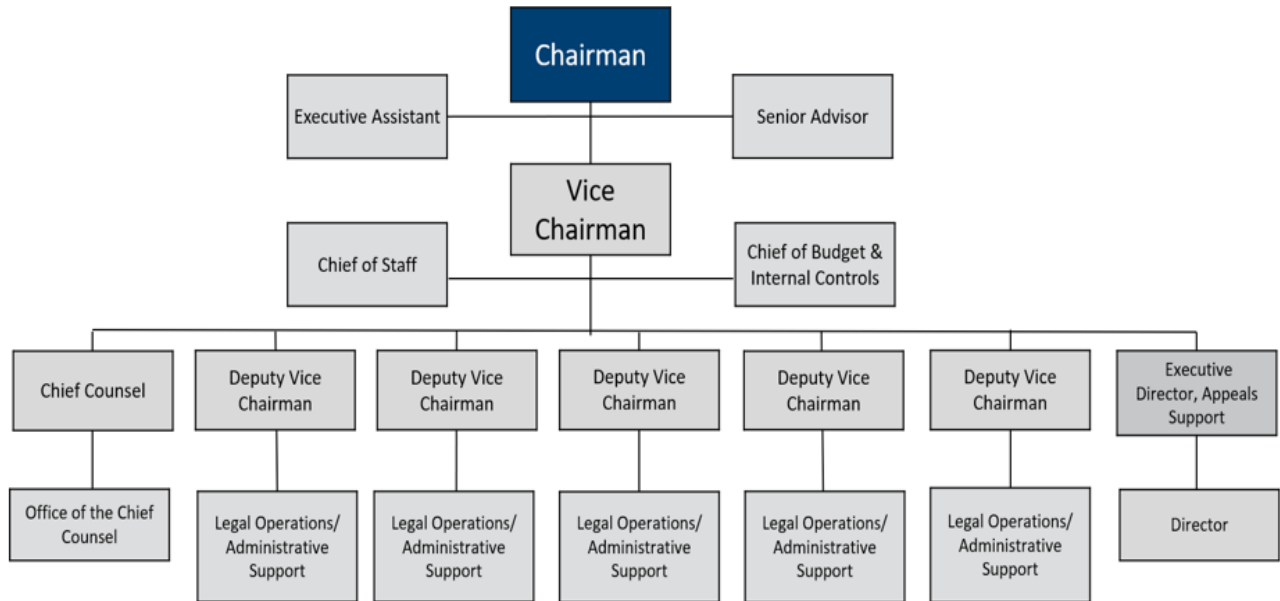 Chairman
Executive Assistant
Senior Advisor
Vice
Chairman
Chief of Staff
Chief of Budget &
Internal Controls
Chief Counsel
Deputy Vice
Chairman
Deputy Vice
Chairman
Deputy Vice
Chairman
Deputy Vice
Chairman
Deputy Vice
Chairman
Executive
Director, Appeals
Support
Office of the Chief
Counsel
Legal Operations/
Administrative
Support
Legal Operations/
Administrative
Support
Legal Operations/
Administrative
Support
Legal Operations/
Administrative
Support
Legal Operations/
Administrative
Support
Director